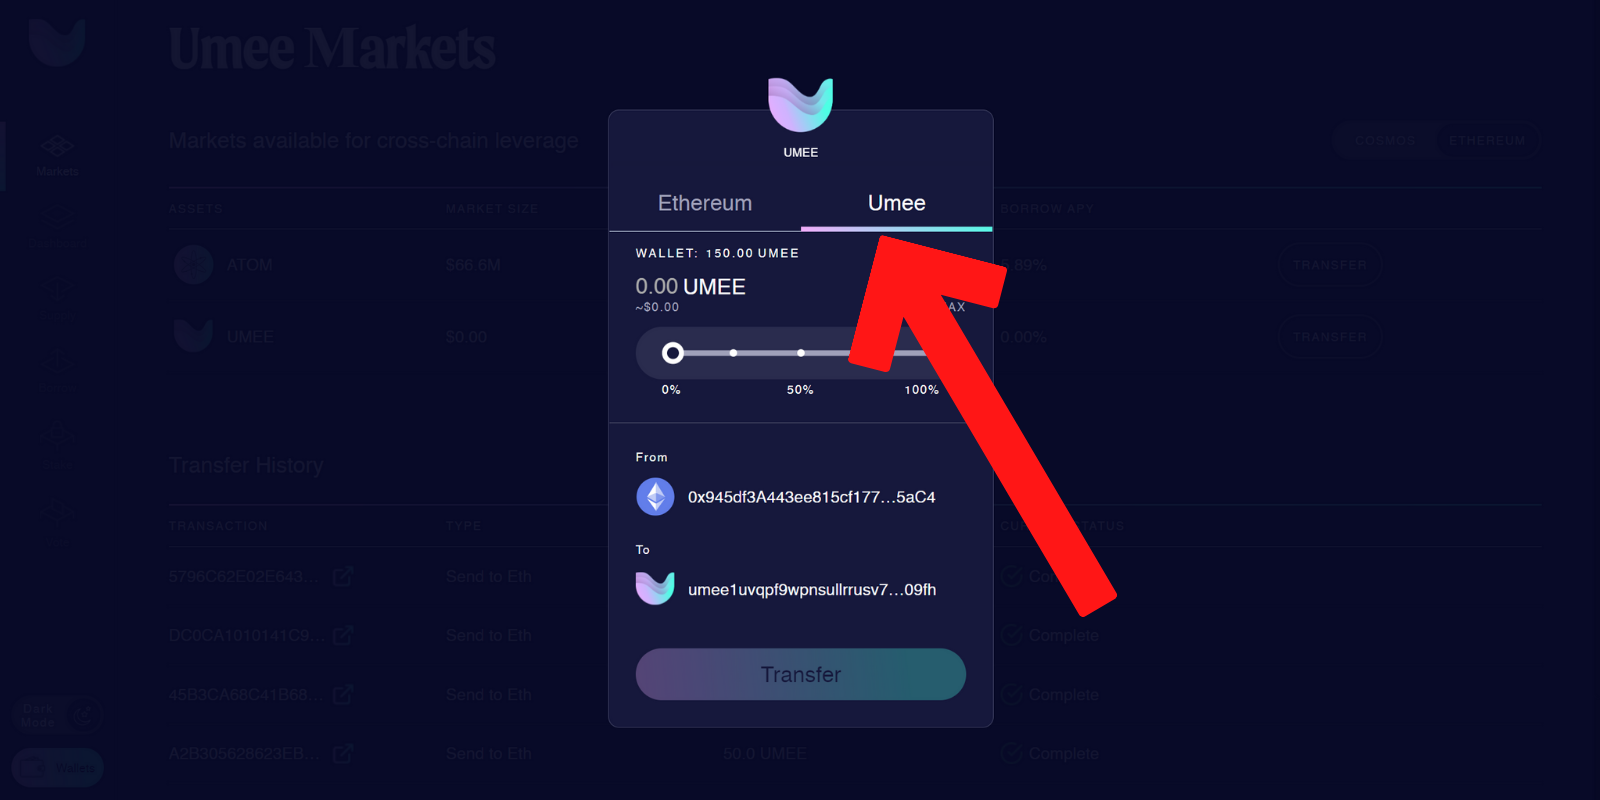 Umee Markets
Markets available for cross-chain leverage
COSMOS
ETHEREUM
Markets
ASSETS
MARKET SIZE
BORROW APY
ATOM
$66.6M
.89%
TRANSFER
UMEE
$0.00
0.00%
TRANSFER
UMEE
Ethereum
Umee
WALLET: 150.00 UMEE
0.00 UMEE
~$0.00
AX
0%
50%
100%
From
0x945df3A443ee815cf177...5aC4
To
umee1uvqpf9wpnsullrrusv7...09fh
Transfer
Transfer History
TRANSACTION
TYPE
CU
STATUS
5796C62E02E643...
Send to Eth
Co
DC0CA1010141C9...
Send to Eth
Complete
45B3CA68C41B68...
Send to Eth
Complete
A2B305628623EB...
Send to Eth
50.0 UMEE
Complete
Dark
Mode
Wallets